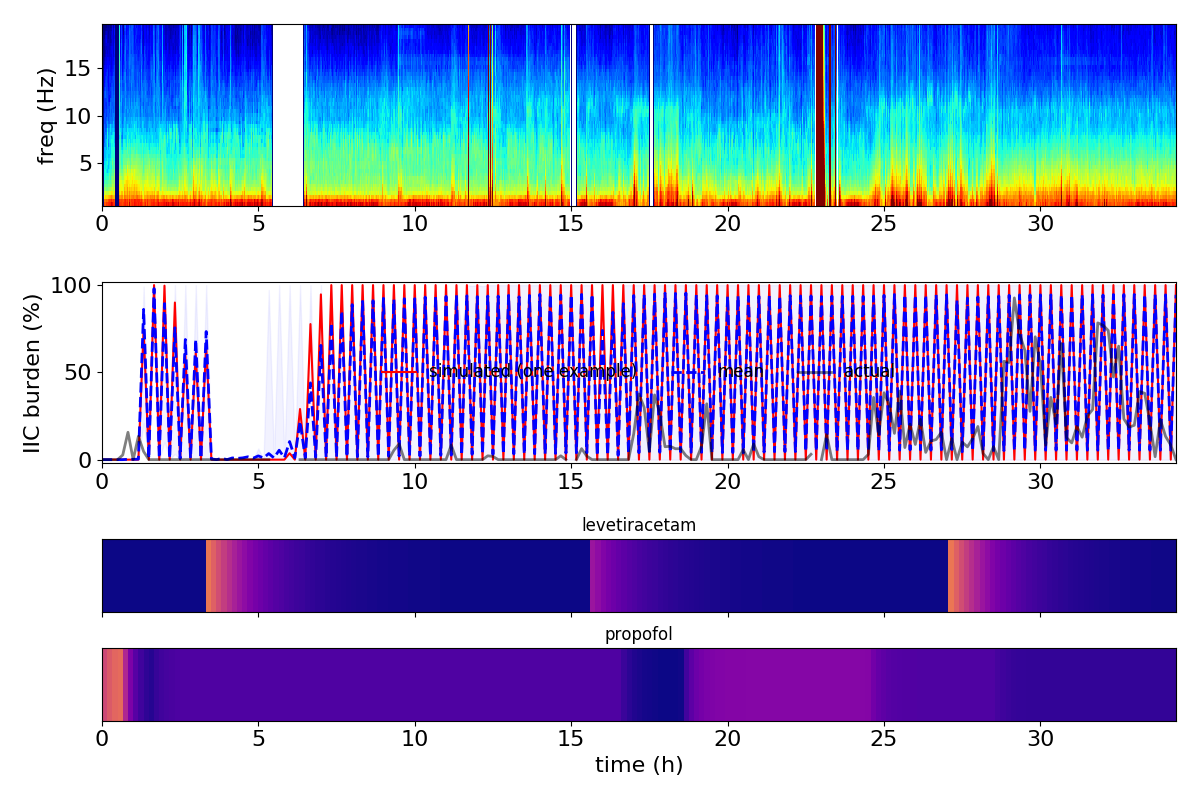 freq (Hz)
15
10
5
0 5 10 15 20 25 30
IIC burden (%)
100
50
0
simulated (one example) mean actual
0 5 10 15 20 25 30
levetiracetam
propofol
0 5 10 15 20 25 30
time (h)